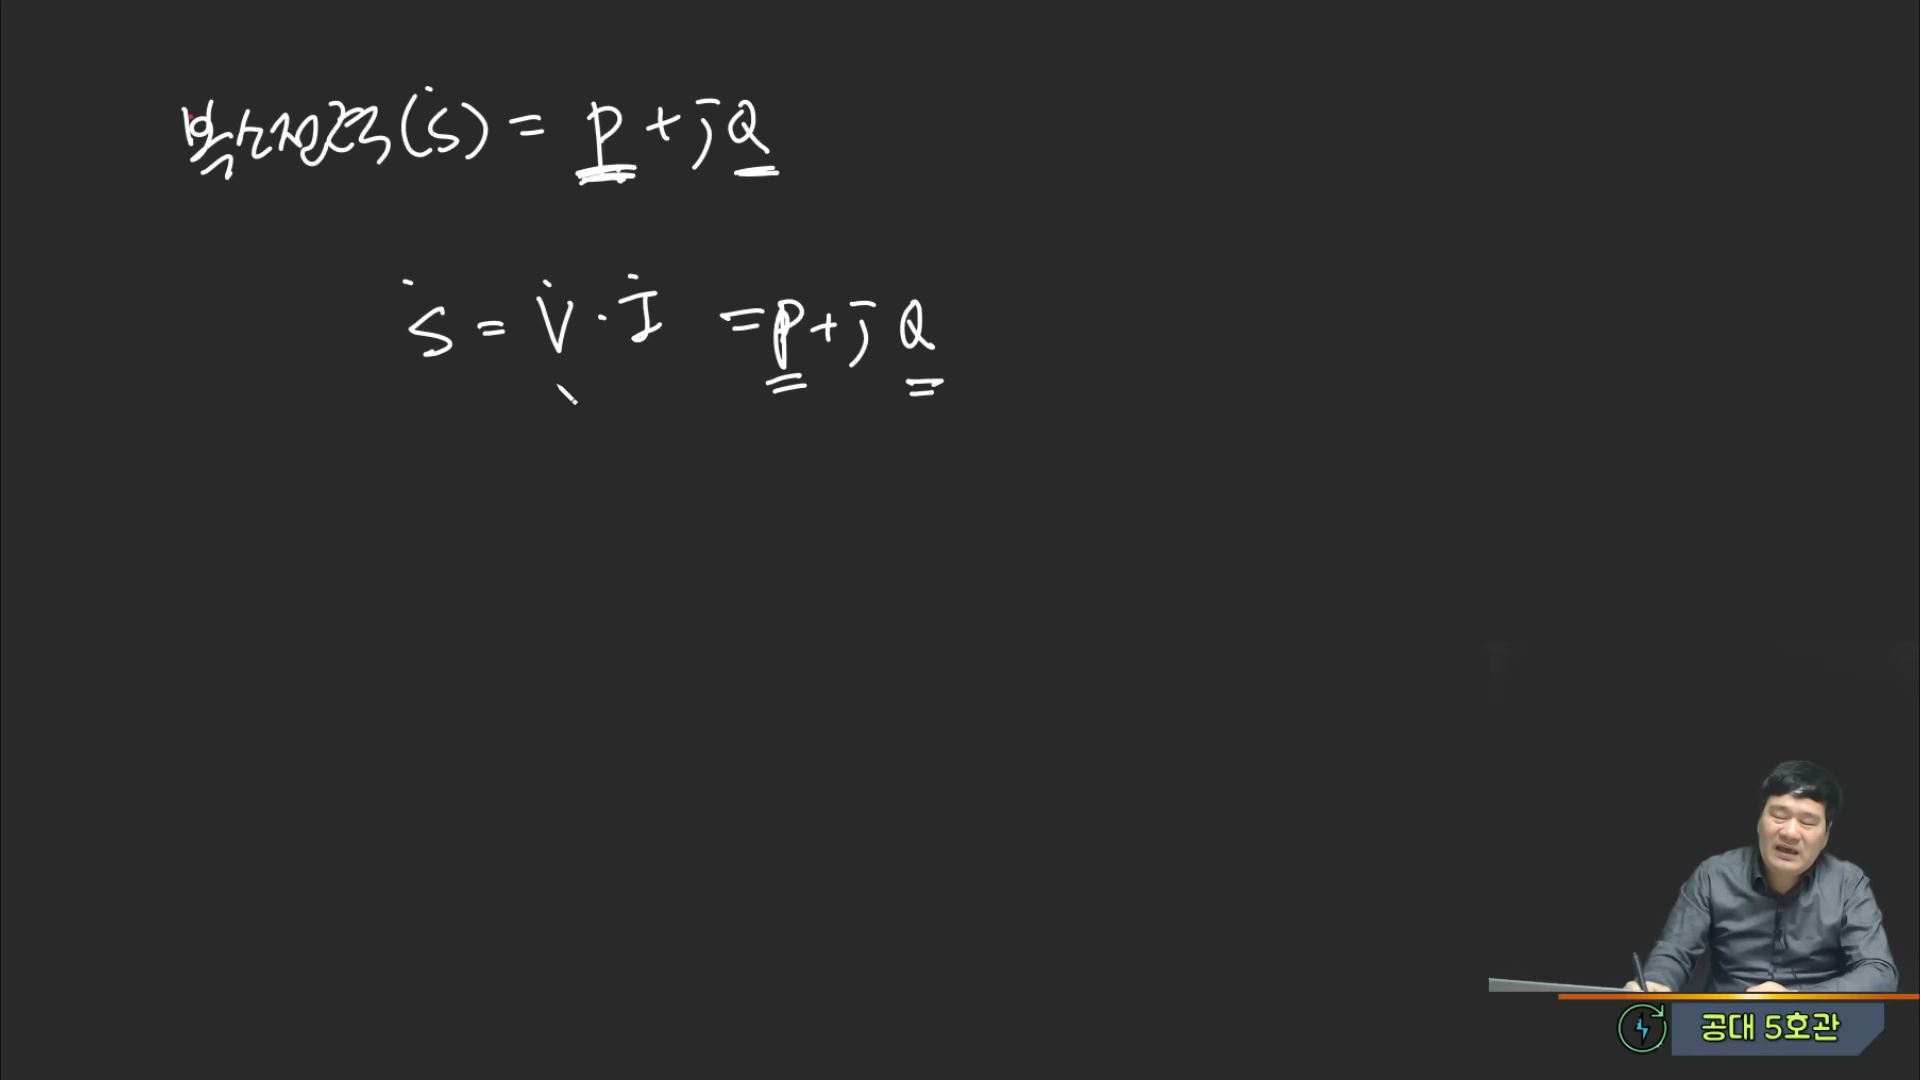 복소전력(Ṡ) = P + jQ
Ṡ = V̇ · İ = P + jQ
공대 5호관